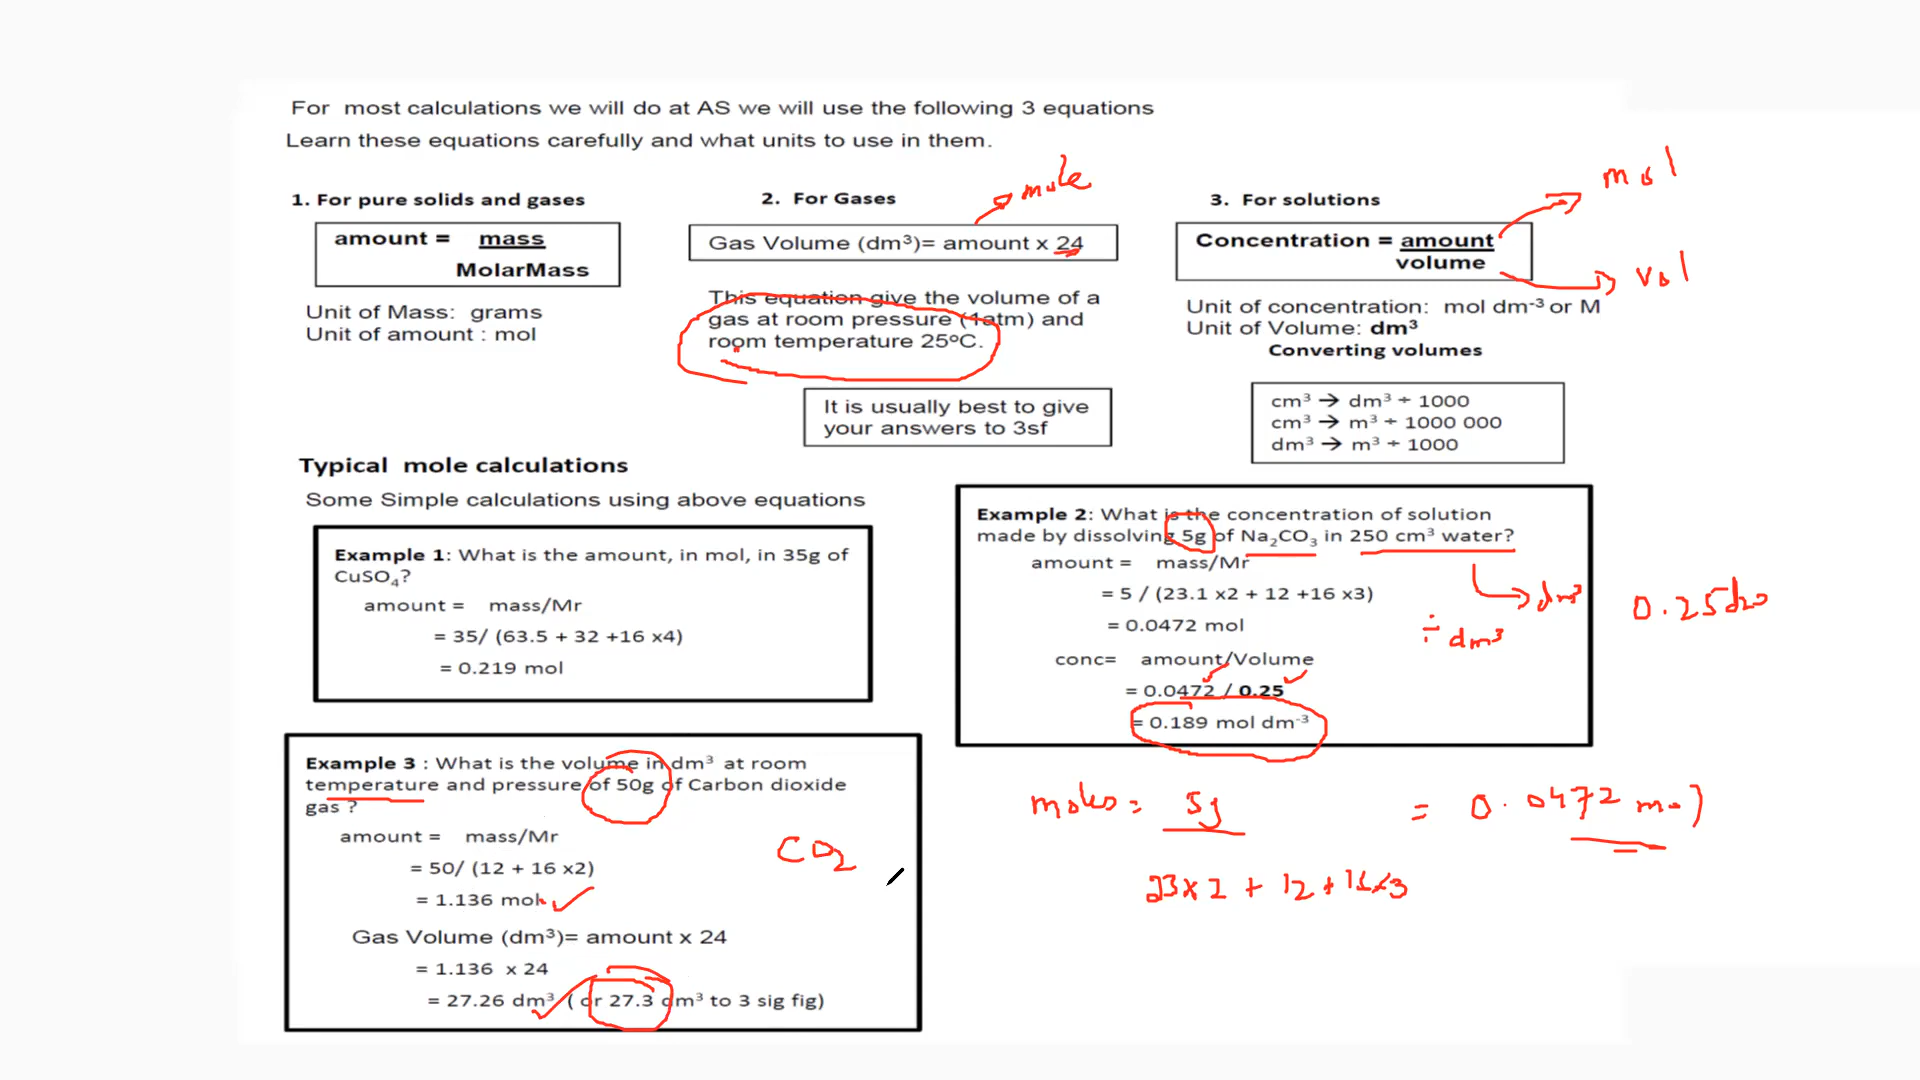 For most calculations we will do at AS we will use the following 3 equations
Learn these equations carefully and what units to use in them.
1. For pure solids and gases
amount = mass
MolarMass
Unit of Mass: grams
Unit of amount : mol
2. For Gases
mole
Gas Volume (dm³)= amount x 24
This equation give the volume of a
gas at room pressure (1atm) and
room temperature 25°C.
It is usually best to give
your answers to 3sf
3. For solutions
mol
Concentration = amount
volume
vol
Unit of concentration: mol dm⁻³ or M
Unit of Volume: dm³
Converting volumes
cm³ → dm³ ÷ 1000
cm³ → m³ ÷ 1000 000
dm³ → m³ ÷ 1000
Typical mole calculations
Some Simple calculations using above equations
Example 1: What is the amount, in mol, in 35g of
CuSO₄?
amount = mass/Mr
= 35/ (63.5 + 32 +16 x4)
= 0.219 mol
Example 2: What is the concentration of solution
made by dissolving 5g of Na₂CO₃ in 250 cm³ water?
amount = mass/Mr
= 5 / (23.1 x2 + 12 +16 x3)
= 0.0472 mol
conc= amount/Volume
= 0.0472 / 0.25
= 0.189 mol dm⁻³
dm³
÷ dm³
0.25
Example 3 : What is the volume in dm³ at room
temperature and pressure of 50g of Carbon dioxide
gas ?
amount = mass/Mr
= 50/ (12 + 16 x2)
= 1.136 mol
CO₂
Gas Volume (dm³)= amount x 24
= 1.136 x 24
= 27.26 dm³ ( or 27.3 dm³ to 3 sig fig)
moles = 5g = 0.0472 mol
23x2 + 12 + 16x3